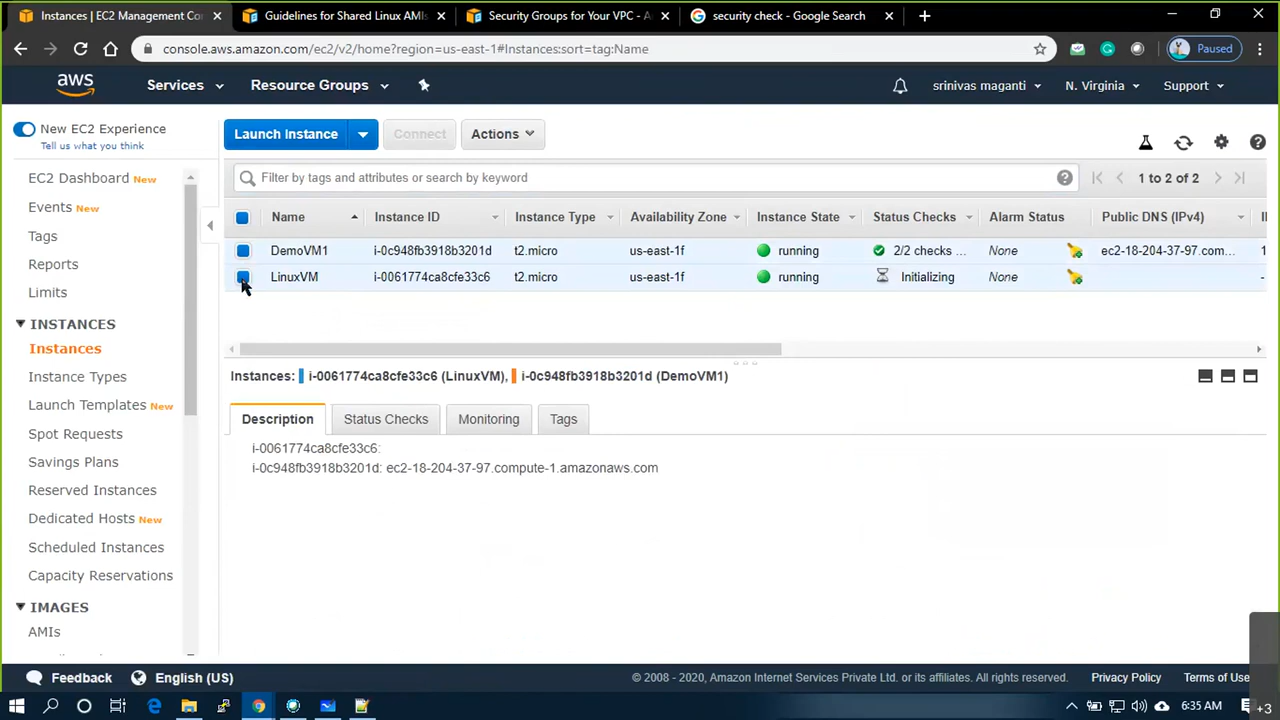 Instances | EC2 Management Co
Guidelines for Shared Linux AMIs
Security Groups for Your VPC -
security check - Google Search
console.aws.amazon.com/ec2/v2/home?region=us-east-1#Instances:sort=tag:Name
Paused
aws
Services
Resource Groups
srinivas maganti
N. Virginia
Support
New EC2 Experience
Tell us what you think
EC2 Dashboard New
Events New
Tags
Reports
Limits
INSTANCES
Instances
Instance Types
Launch Templates New
Spot Requests
Savings Plans
Reserved Instances
Dedicated Hosts New
Scheduled Instances
Capacity Reservations
IMAGES
AMIs
Launch Instance
Connect
Actions
Filter by tags and attributes or search by keyword
1 to 2 of 2
Name Instance ID Instance Type Availability Zone Instance State Status Checks Alarm Status Public DNS (IPv4)
DemoVM1 i-0c948fb3918b3201d t2.micro us-east-1f running 2/2 checks ... None ec2-18-204-37-97.com...
LinuxVM i-0061774ca8cfe33c6 t2.micro us-east-1f running Initializing None -
Instances: i-0061774ca8cfe33c6 (LinuxVM), i-0c948fb3918b3201d (DemoVM1)
Description
Status Checks
Monitoring
Tags
i-0061774ca8cfe33c6:
i-0c948fb3918b3201d: ec2-18-204-37-97.compute-1.amazonaws.com
Feedback
English (US)
© 2008 - 2020, Amazon Internet Services Private Ltd. or its affiliates. All rights reserved.
Privacy Policy
Terms of Use
6:35 AM
+3